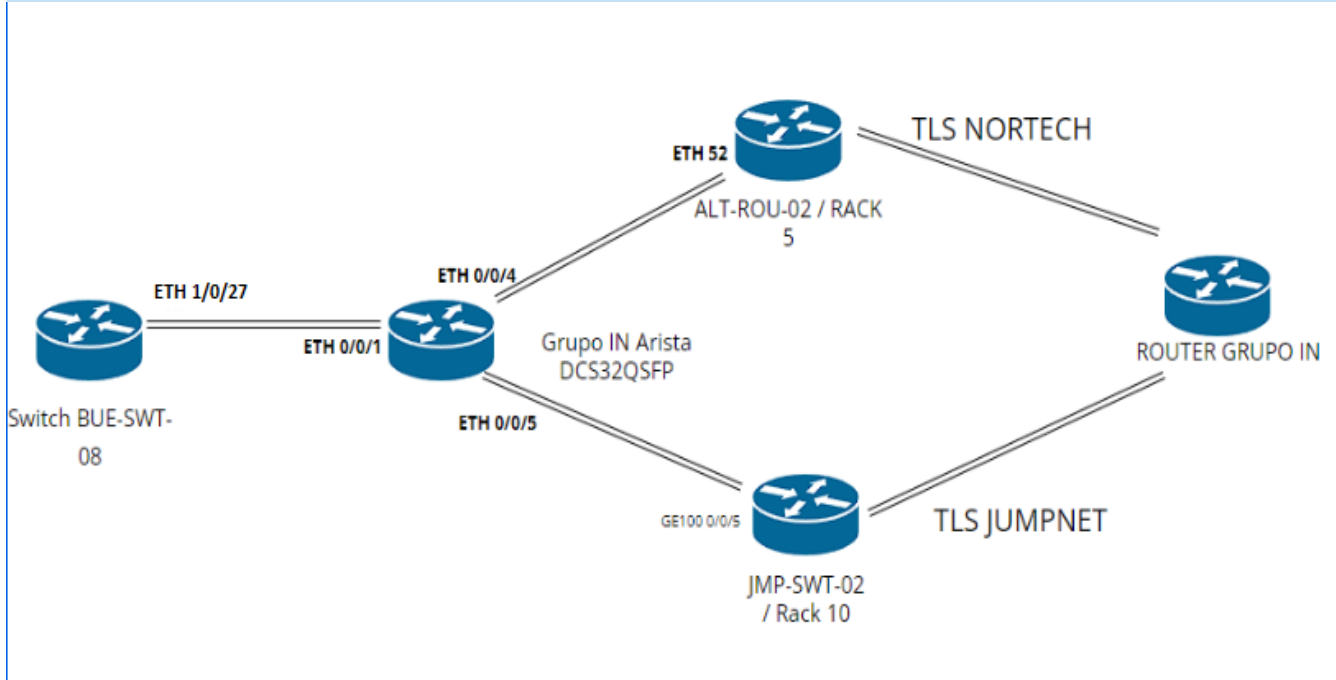 TLS NORTECH
ETH 52
ALT-ROU-02 / RACK
5
ETH 0/0/4
ETH 1/0/27
ETH 0/0/1
Grupo IN Arista
DCS32QSFP
ROUTER GRUPO IN
Switch BUE-SWT-
08
ETH 0/0/5
GE100 0/0/5
TLS JUMPNET
JMP-SWT-02
/ Rack 10